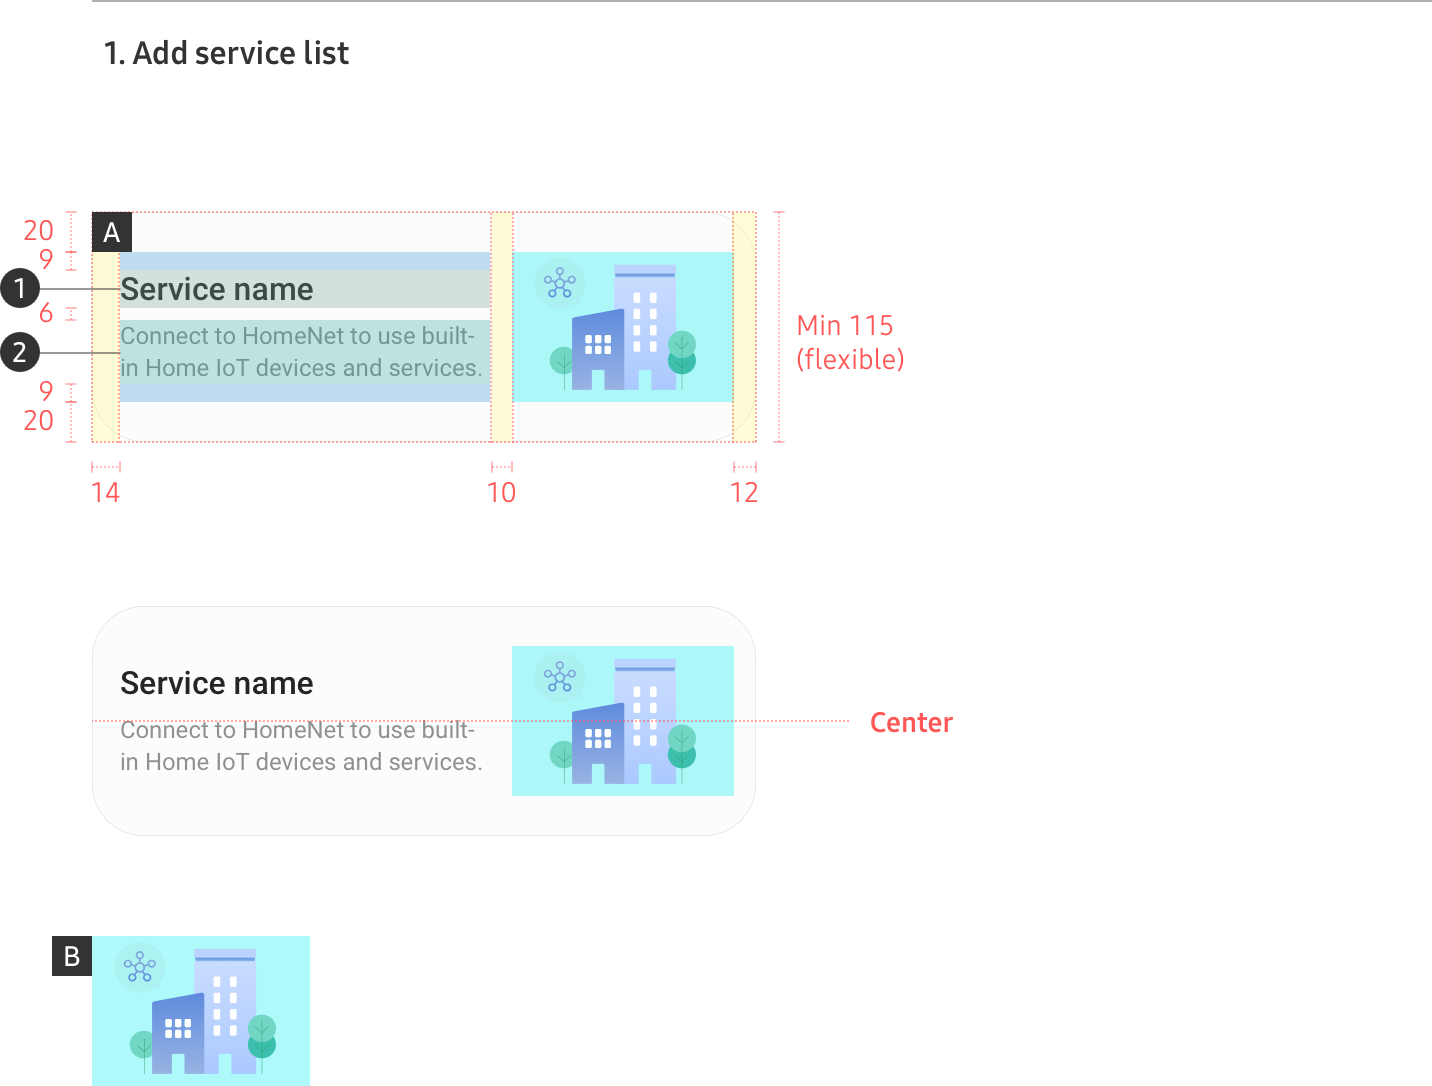 1. Add service list
20
A
9
1
Service name
6
2
Connect to HomeNet to use built-
in Home IoT devices and services.
9
20
Min 115
(flexible)
14
10
12
Service name
Connect to HomeNet to use built-
in Home IoT devices and services.
Center
B